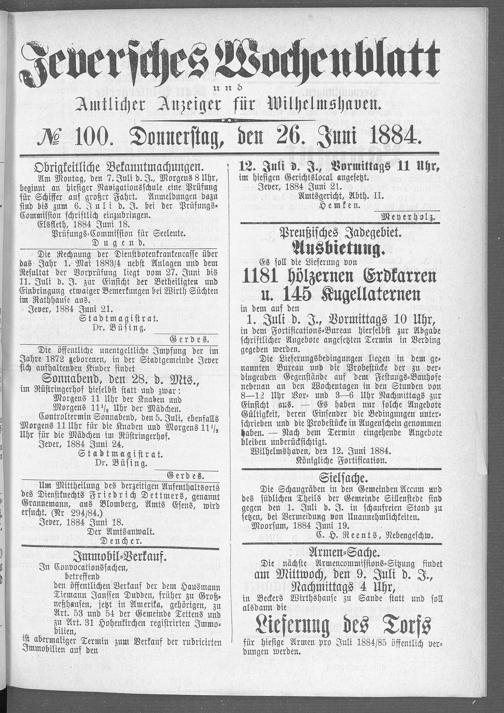 Jeversches Wochenblatt
und
Amtlicher Anzeiger für Wilhelmshaven.
№ 100. Donnerstag, den 26. Juni 1884.
Obrigkeitliche Bekanntmachungen.
Am Montag, den 7. Juli d. J. Morgens 8 Uhr,
beginnt an hiesiger Navigationsschule eine Prüfung
für Schiffer auf großer Fahrt. Anmeldungen dazu
sind bis zum 6. Juli d. J. bei der Prüfungs-
Commission schriftlich einzubringen.
Elsfleth, 1884 Juni 18.
Prüfungs-Commission für Seeleute.
Dugend.
Die Rechnung der Dienstbotenkrankencasse über
das Jahr 1. Mai 1883/4 nebst Anlagen und dem
Resultat der Vorprüfung liegt vom 27. Juni bis
11. Juli d. J. zur Einsicht der Betheiligten und
Einbringung etwaiger Bemerkungen bei Wirth Süchten
im Rathhause aus.
Jever, 1884 Juni 21.
Stadtmagistrat.
Dr. Büsing.
Gerdes.
Die öffentliche unentgeltliche Impfung der im
Jahre 1872 geborenen, in der Stadtgemeinde Jever
sich aufhaltenden Kinder findet
Sonnabend, den 28. d. Mts.,
im Rüstringerhof hieselbst statt und zwar:
Morgens 11 Uhr der Knaben und
Morgens 11½ Uhr der Mädchen.
Controltermin Sonnabend, den 5. Juli, ebenfalls
Morgens 11 Uhr für die Knaben und Morgens 11½
Uhr für die Mädchen im Rüstringerhof.
Jever, 1884 Juni 24.
Stadtmagistrat.
Dr. Büsing.
Gerdes.
Um Mittheilung des derzeitigen Aufenthaltsorts
des Dienstknechts Friedrich Dettmers, genannt
Grannemann, aus Blomberg, Amts Esens, wird
ersucht. (Nr. 294/84.)
Jever, 1884 Juni 18.
Der Amtsanwalt.
Dencher.
Immobil-Verkauf.
In Convocationssachen,
betreffend
den öffentlichen Verkauf der dem Hausmann
Tiemann Janssen Dudden, früher zu Groß-
neßhausen, jetzt in Amerika, gehörigen, zu
Art. 53 und 54 der Gemeinde Tettens und
zu Art. 31 Hohenkirchen registrirten Immo-
bilien,
ist abermaliger Termin zum Verkauf der rubricirten
Immobilien auf den
12. Juli d. J., Vormittags 11 Uhr,
im hiesigen Gerichtslocal angesetzt.
Jever, 1884 Juni 21.
Amtsgericht, Abth. II.
Hemken.
Meyerholz.
Preußisches Jadegebiet.
Ausbietung.
Es soll die Lieferung von
1181 hölzernen Erdkarren
u. 145 Kugellaternen
in dem auf den
1. Juli d. J., Vormittags 10 Uhr,
in dem Fortifications-Bureau hierselbst zur Abgabe
schriftlicher Angebote angesetzten Termin in Verding
gegeben werden.
Die Lieferungsbedingungen liegen in dem ge-
nannten Bureau und die Probestücke der zu ver-
dingenden Gegenstände auf dem Festungs-Bauhofe
nebenan an den Wochentagen in den Stunden von
8—12 Uhr Vor- und 3—6 Uhr Nachmittags zur
Einsicht aus. — Es haben nur solche Angebote
Gültigkeit, deren Einsender die Bedingungen unter-
schrieben und die Probestücke in Augenschein genommen
haben. — Nach dem Termin eingehende Angebote
bleiben unberücksichtigt.
Wilhelmshaven, den 12. Juni 1884.
Königliche Fortification.
Sielsache.
Die Schaugräben in den Gemeinden Accum und
des südlichen Theils der Gemeinde Sillenstede sind
gegen den 1. Juli d. J. in schaufreien Stand zu
setzen, bei Vermeidung von Unannehmlichkeiten.
Moorsum, 1884 Juni 19.
C. H. Reents, Nebengeschw.
Armen-Sache.
Die nächste Armencommissions-Sitzung findet
am Mittwoch, den 9. Juli d. J.,
Nachmittags 4 Uhr,
in Beckers Wirthshause zu Sande statt und soll
alsdann die
Lieferung des Torfs
für hiesige Armen pro Juli 1884/85 öffentlich ver-
dungen werden.